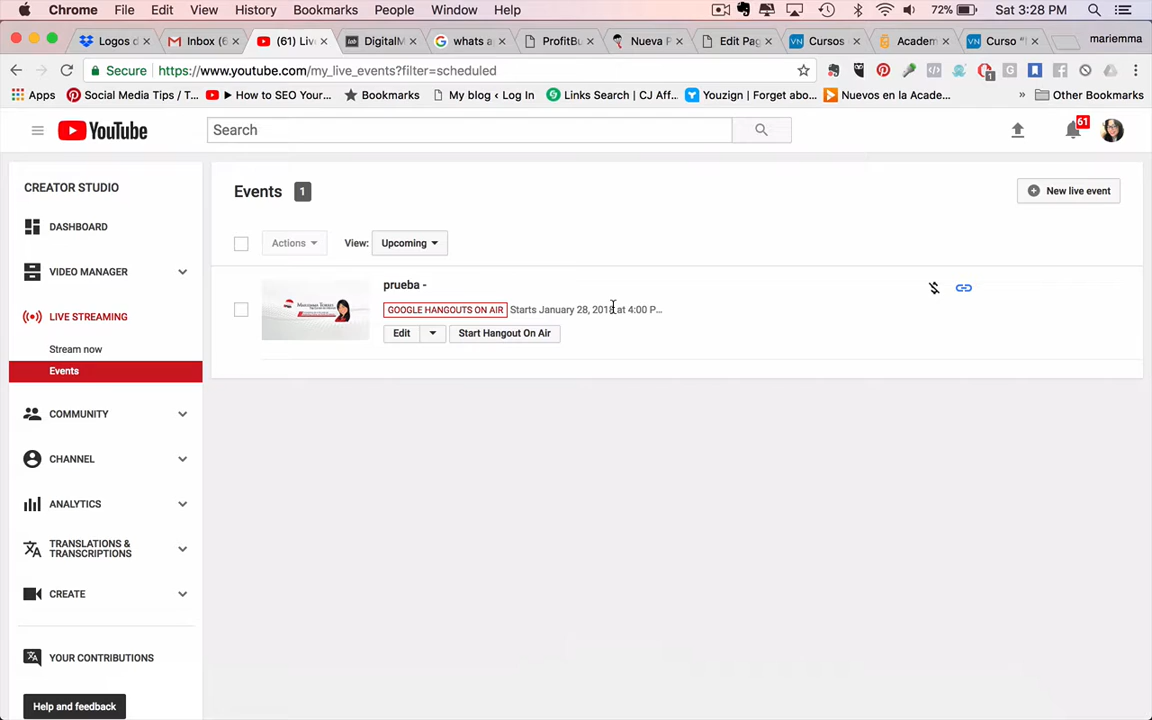 Chrome File Edit View History Bookmarks People Window Help 72% Sat 3:28 PM
Logos d Inbox (6 (61) Liv DigitalM whats a ProfitBu Nueva P Edit Pag Cursos Academ Curso "I mariemma
Secure https://www.youtube.com/my_live_events?filter=scheduled
Apps Social Media Tips / T... ► How to SEO Your... Bookmarks My blog ‹ Log In Links Search | CJ Aff... Youzign | Forget abo... Nuevos en la Acade... » Other Bookmarks
YouTube Search 61
CREATOR STUDIO
DASHBOARD
VIDEO MANAGER
LIVE STREAMING
Stream now
Events
COMMUNITY
CHANNEL
ANALYTICS
TRANSLATIONS &
TRANSCRIPTIONS
CREATE
YOUR CONTRIBUTIONS
Help and feedback
Events 1
New live event
Actions View: Upcoming
prueba -
GOOGLE HANGOUTS ON AIR Starts January 28, 2018 at 4:00 P...
Edit Start Hangout On Air